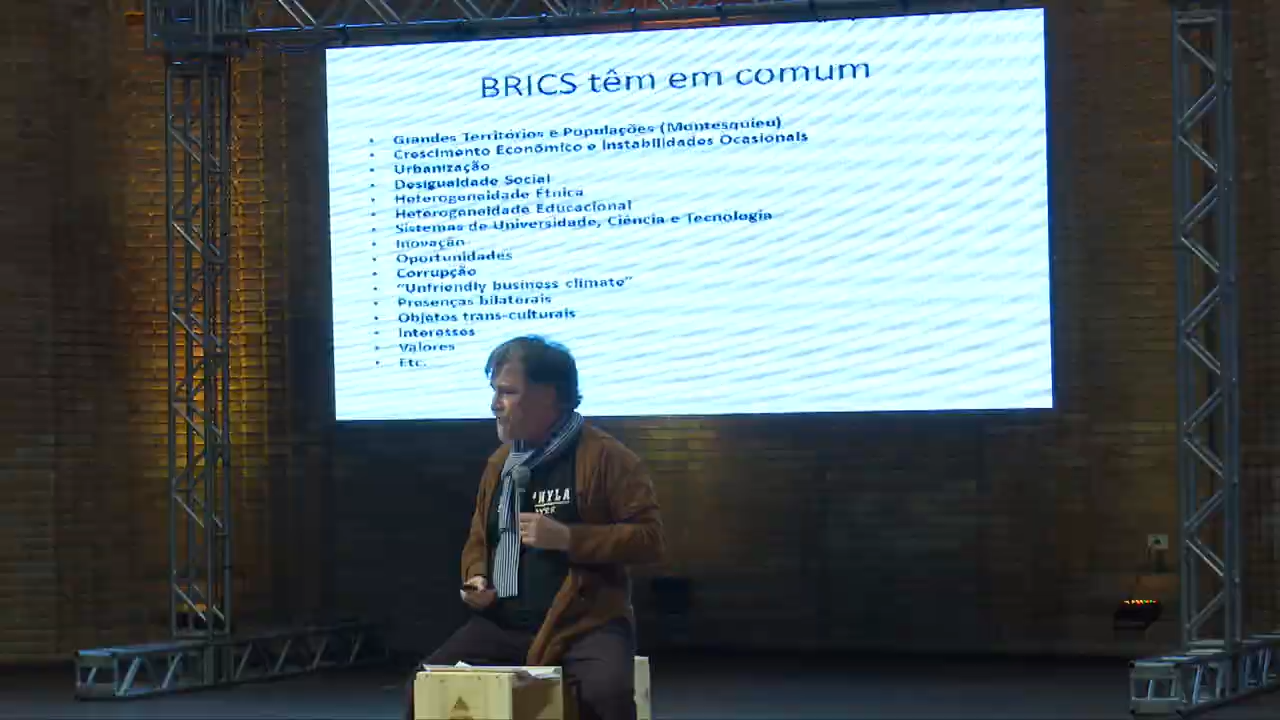 BRICS têm em comum
• Grandes Territórios e Populações (Montesquieu)
• Crescimento Econômico e Instabilidades Ocasionais
• Urbanização
• Desigualdade Social
• Heterogeneidade Étnica
• Heterogeneidade Educacional
• Sistemas de Universidade, Ciência e Tecnologia
• Inovação
• Oportunidades
• Corrupção
• “Unfriendly business climate”
• Presenças bilaterais
• Objetos trans-culturais
• Interesses
• Valores
• Etc.